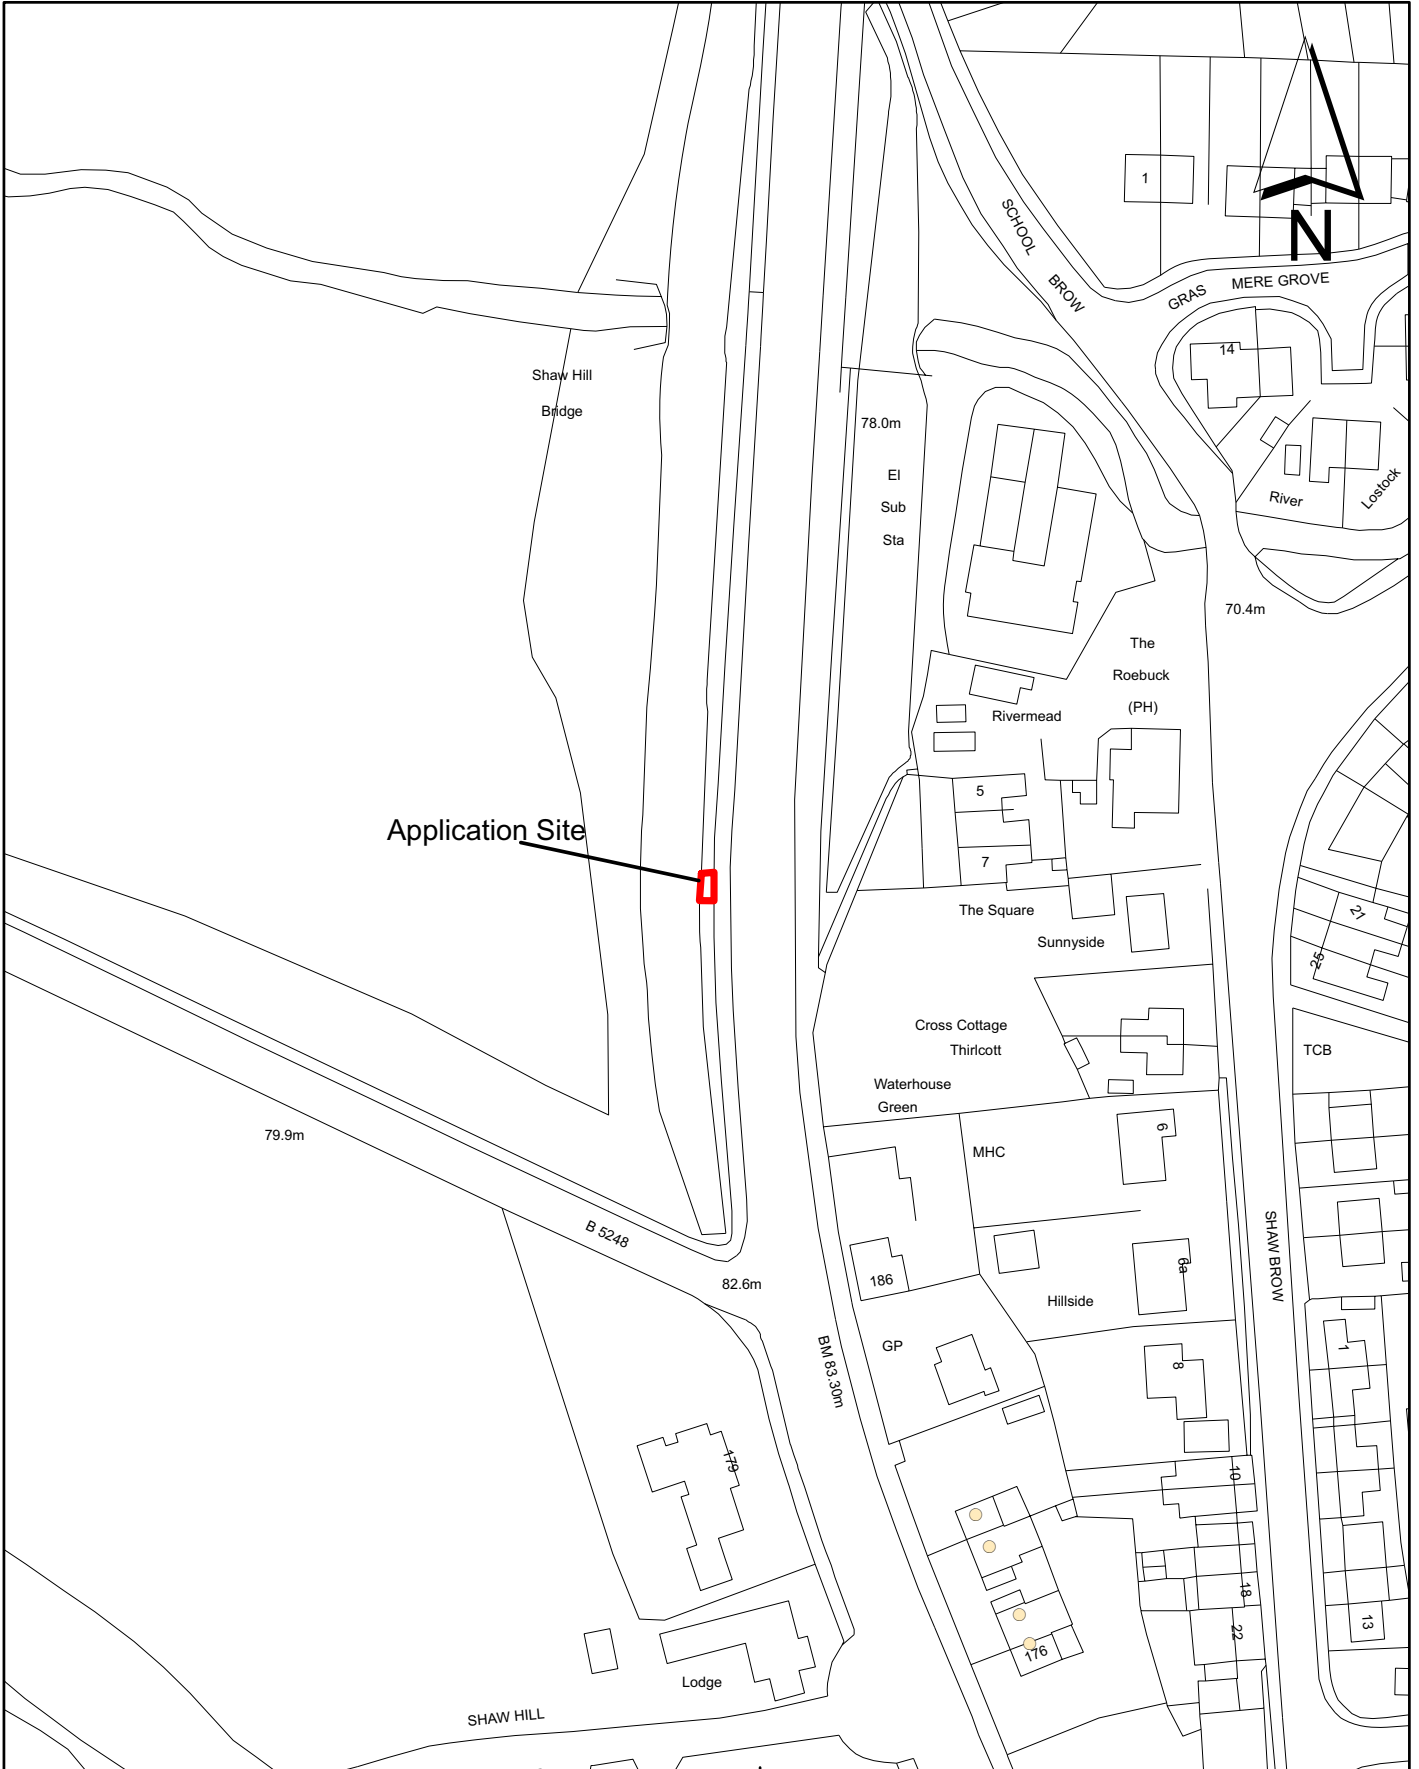 1
SCHOOL
BROW
N
GRAS
MERE GROVE
14
Shaw Hill
Bridge
78.0m
El
Sub
Sta
River
Lostock
70.4m
The
Roebuck
(PH)
Rivermead
5
7
Application Site
The Square
Sunnyside
21
25
Cross Cottage
Thirlcott
TCB
Waterhouse
Green
79.9m
MHC
6
B 5248
82.6m
186
6a
SHAW BROW
Hillside
GP
BM 83.30m
8
1
179
10
18
22
13
176
Lodge
SHAW HILL